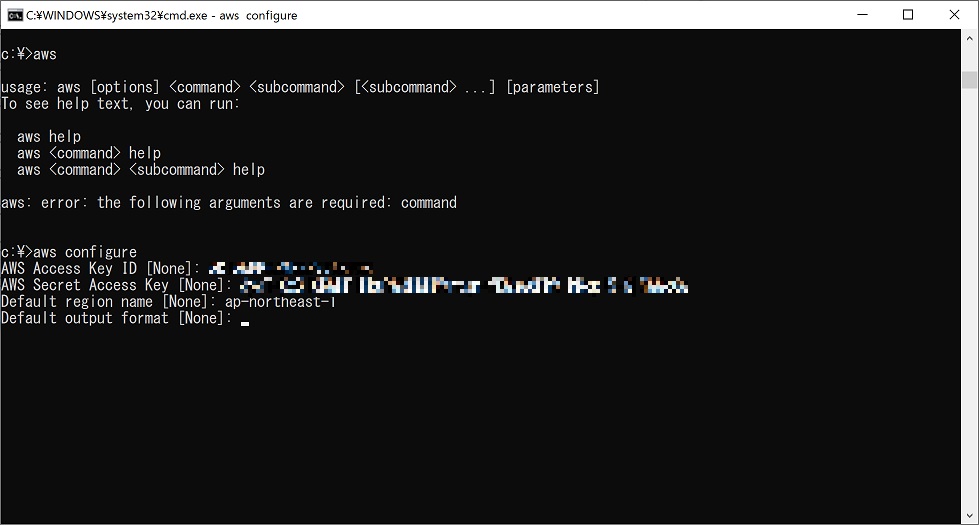 C:¥WINDOWS¥system32¥cmd.exe - aws  configure
c:¥>aws
usage: aws [options] <command> <subcommand> [<subcommand> ...] [parameters]
To see help text, you can run:
  aws help
  aws <command> help
  aws <command> <subcommand> help
aws: error: the following arguments are required: command
c:¥>aws configure
AWS Access Key ID [None]:
AWS Secret Access Key [None]:
Default region name [None]: ap-northeast-1
Default output format [None]: